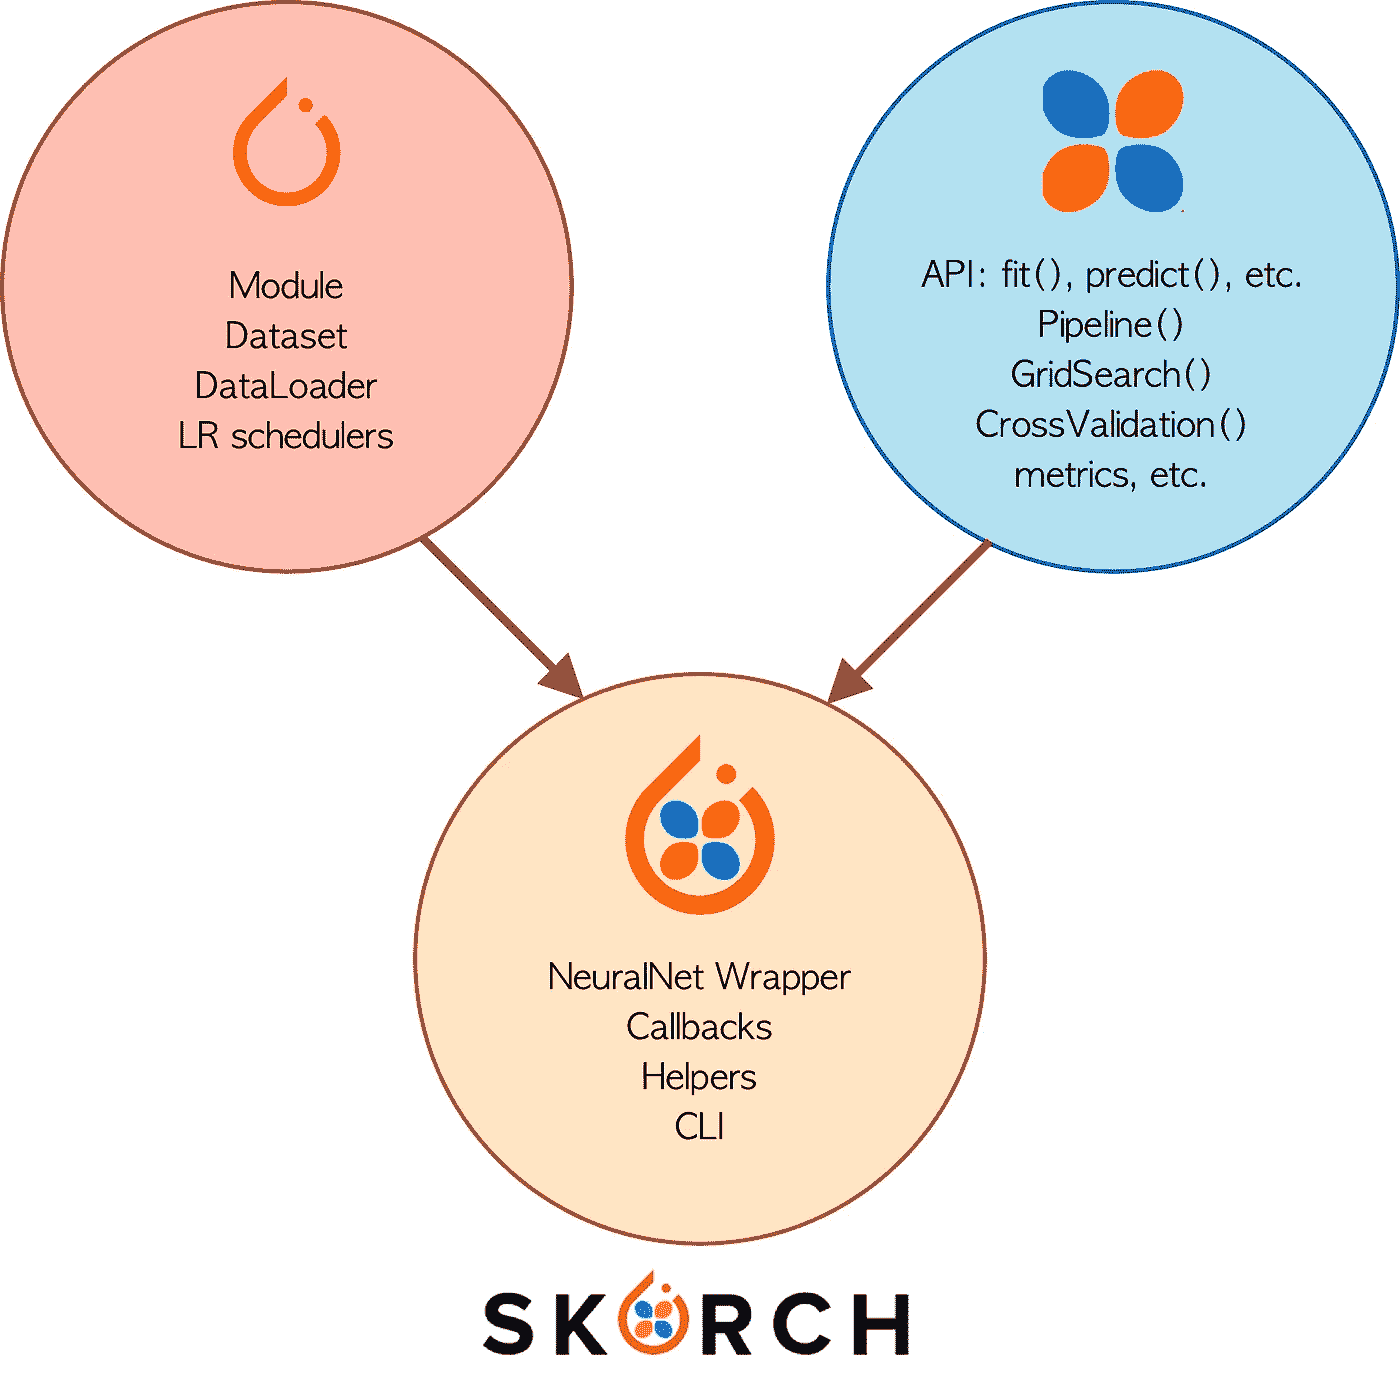 Module
Dataset
DataLoader
LR schedulers
API: fit(), predict(), etc.
Pipeline()
GridSearch()
CrossValidation()
metrics, etc.
NeuralNet Wrapper
Callbacks
Helpers
CLI
SKORCH